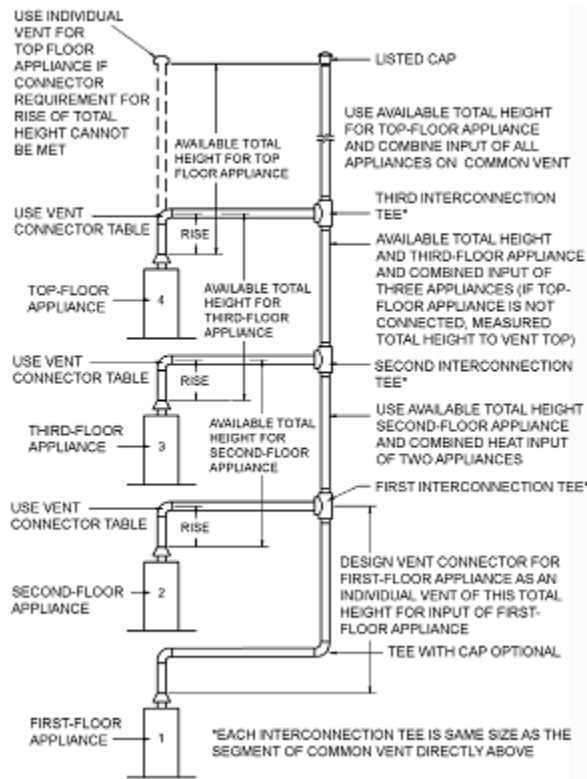 USE INDIVIDUAL
VENT FOR
TOP FLOOR
APPLIANCE IF
CONNECTOR
REQUIREMENT FOR
RISE OF TOTAL
HEIGHT CANNOT
BE MET
LISTED CAP
USE AVAILABLE TOTAL HEIGHT
FOR TOP-FLOOR APPLIANCE
AND COMBINE INPUT OF ALL
APPLIANCES ON COMMON VENT
AVAILABLE TOTAL
HEIGHT FOR TOP
FLOOR APPLIANCE
USE VENT
CONNECTOR TABLE
RISE
THIRD INTERCONNECTION
TEE*
TOP-FLOOR
APPLIANCE
4
AVAILABLE TOTAL
HEIGHT FOR
THIRD-FLOOR
APPLIANCE
AVAILABLE TOTAL HEIGHT
AND THIRD-FLOOR APPLIANCE
AND COMBINED INPUT OF
THREE APPLIANCES (IF TOP-
FLOOR APPLIANCE IS NOT
CONNECTED, MEASURED
TOTAL HEIGHT TO VENT TOP)
USE VENT
CONNECTOR TABLE
RISE
SECOND INTERCONNECTION
TEE*
THIRD-FLOOR
APPLIANCE
3
AVAILABLE TOTAL
HEIGHT FOR
SECOND-FLOOR
APPLIANCE
USE AVAILABLE TOTAL HEIGHT
SECOND-FLOOR APPLIANCE
AND COMBINED HEAT INPUT
OF TWO APPLIANCES
USE VENT
CONNECTOR TABLE
RISE
FIRST INTERCONNECTION TEE*
SECOND-FLOOR
APPLIANCE
2
DESIGN VENT CONNECTOR FOR
FIRST-FLOOR APPLIANCE AS AN
INDIVIDUAL VENT OF THIS TOTAL
HEIGHT FOR INPUT OF FIRST-
FLOOR APPLIANCE
TEE WITH CAP OPTIONAL
FIRST-FLOOR
APPLIANCE
1
*EACH INTERCONNECTION TEE IS SAME SIZE AS THE
SEGMENT OF COMMON VENT DIRECTLY ABOVE